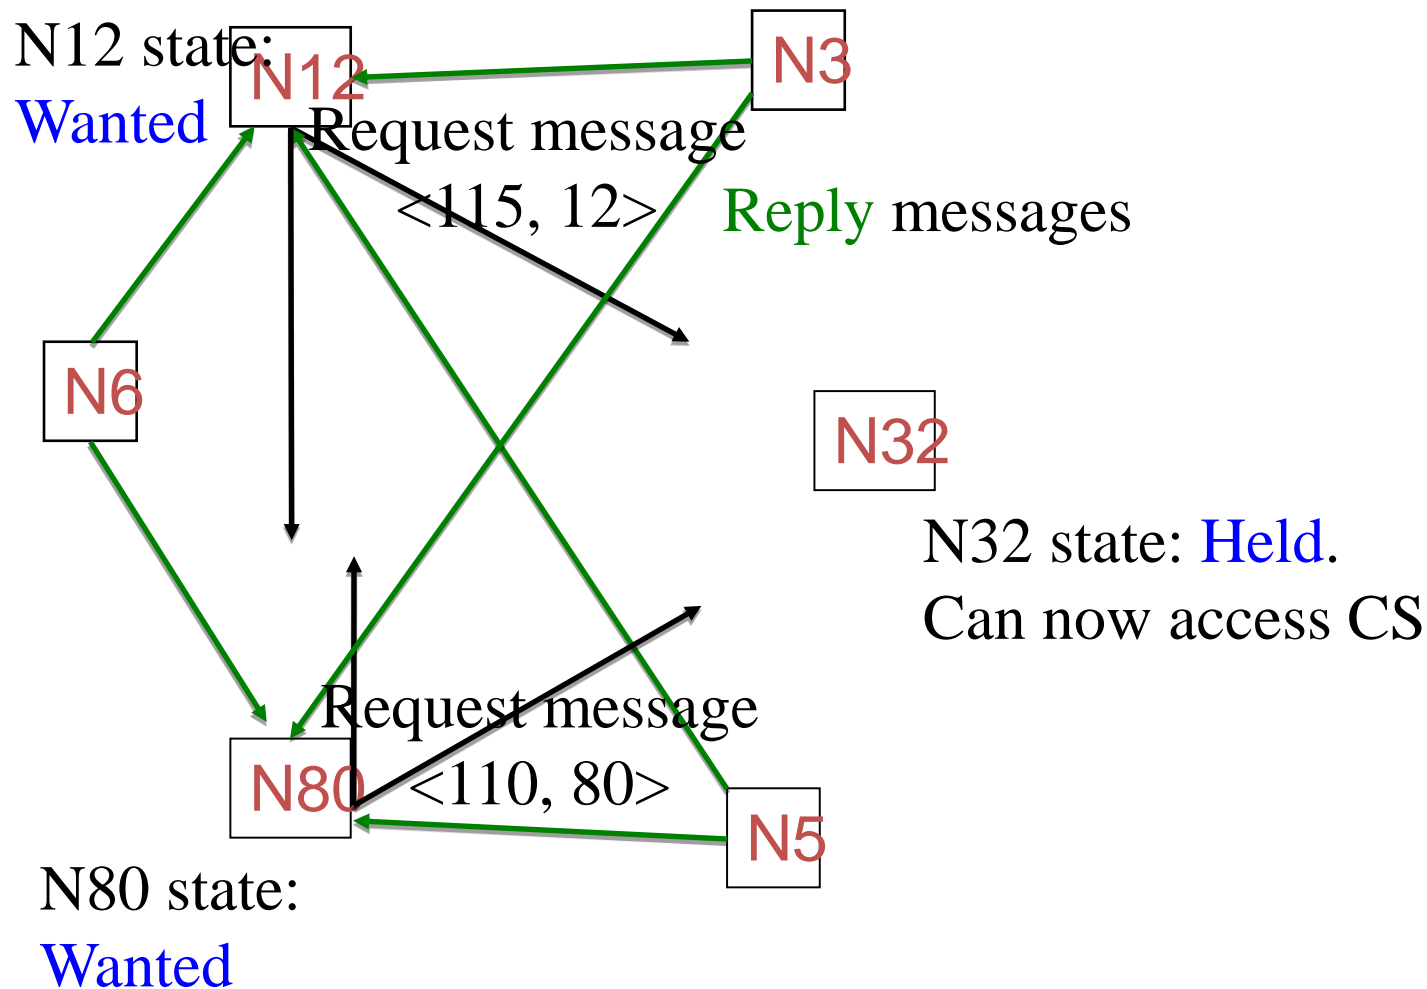 N12 state:
Wanted
N12
N3
Request message
<115, 12>
Reply messages
N6
N32
N32 state: Held.
Can now access CS
Request message
<110, 80>
N80
N5
N80 state:
Wanted